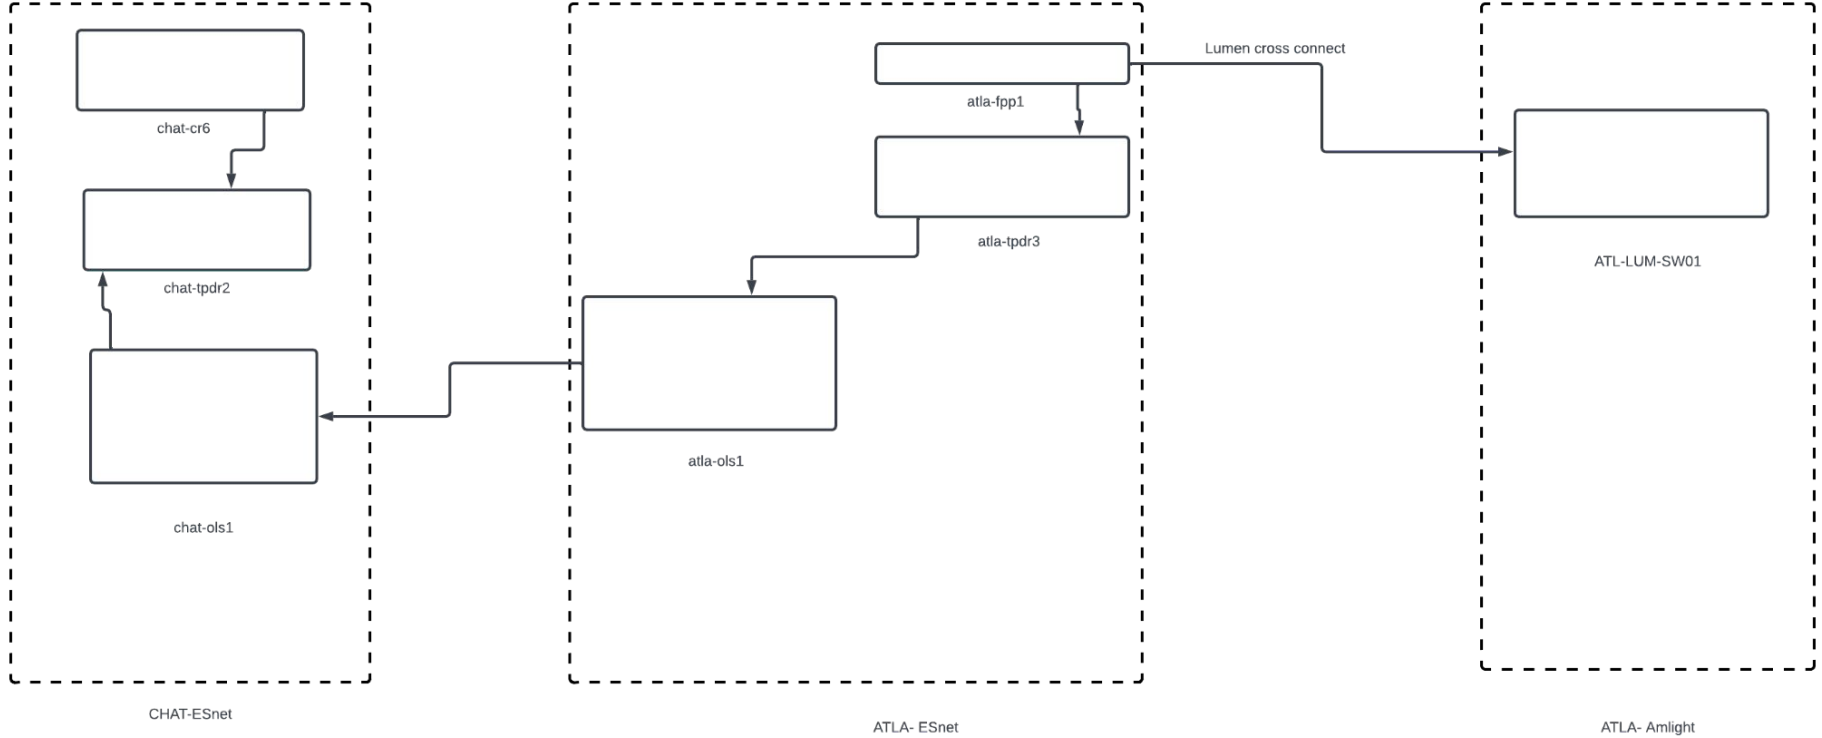 Lumen cross connect
atla-fpp1
chat-cr6
atla-tpdr3
ATL-LUM-SW01
chat-tpdr2
atla-ols1
chat-ols1
CHAT-ESnet
ATLA- ESnet
ATLA- Amlight